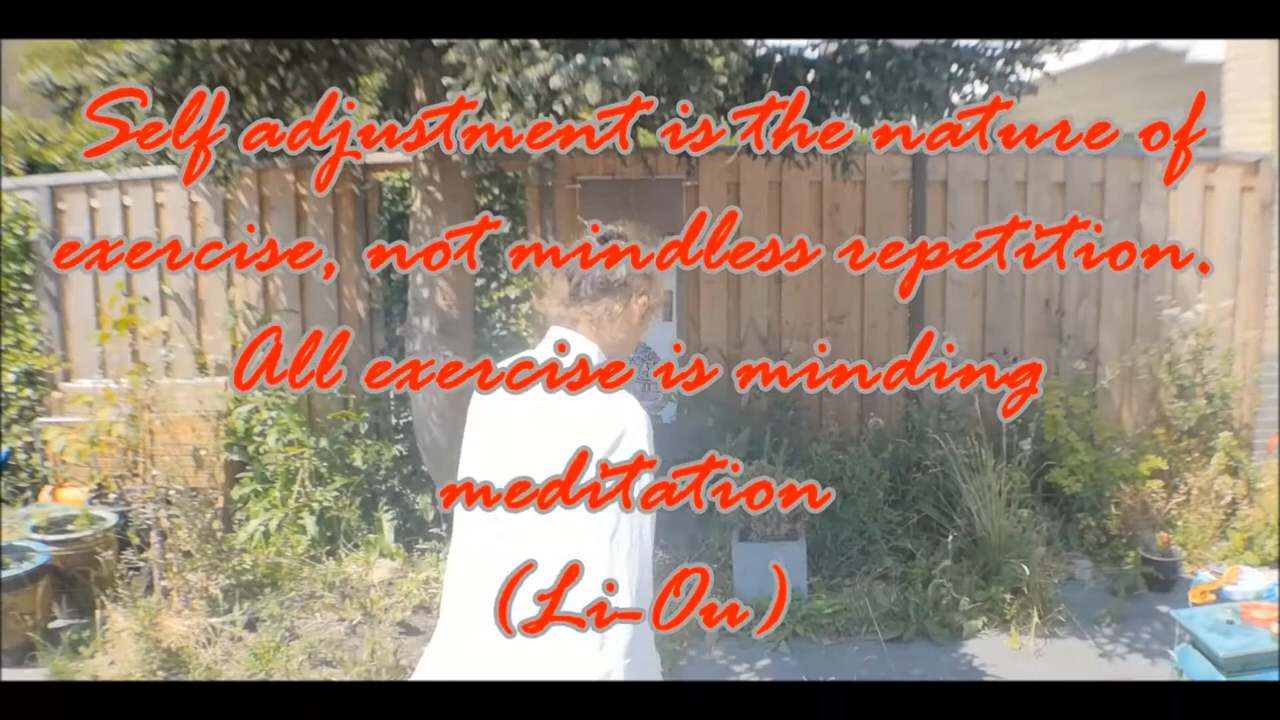 Self adjustment is the nature of
exercise, not mindless repetition.
All exercise is minding
meditation
(Li-Ou)